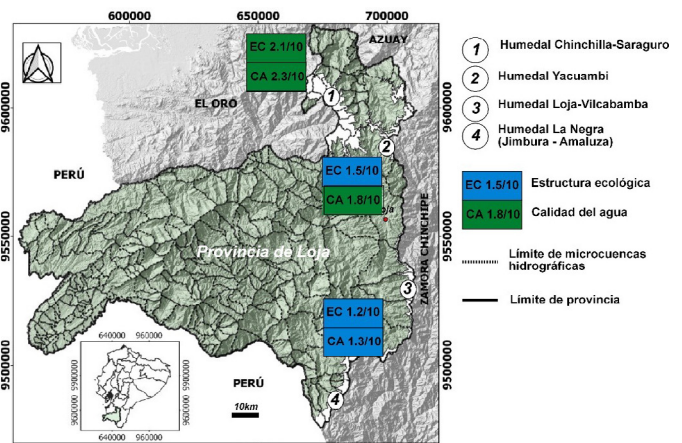 600000 650000 700000
AZUAY
EC 2.1/10
CA 2.3/10
EL ORO
1
9600000
9600000
2
PERÚ
EC 1.5/10
CA 1.8/10
ZAMORA CHINCHIPE
9550000
9550000
Provincia de Loja
3
EC 1.2/10
CA 1.3/10
9500000
9500000
640000 960000
9900000
9900000
9600000
9600000
640000 960000
PERÚ
10km
4
1 Humedal Chinchilla-Saraguro
2 Humedal Yacuambi
3 Humedal Loja-Vilcabamba
4 Humedal La Negra
(Jimbura - Amaluza)
EC 1.5/10 Estructura ecológica
CA 1.8/10 Calidad del agua
Límite de microcuencas
hidrográficas
Límite de provincia